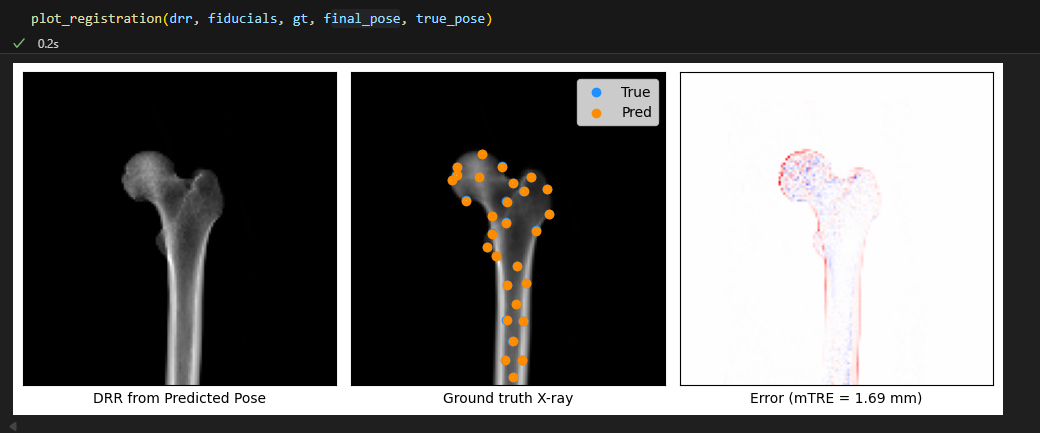 plot_registration(drr, fiducials, gt, final_pose, true_pose)
0.2s
True
Pred
DRR from Predicted Pose
Ground truth X-ray
Error (mTRE = 1.69 mm)